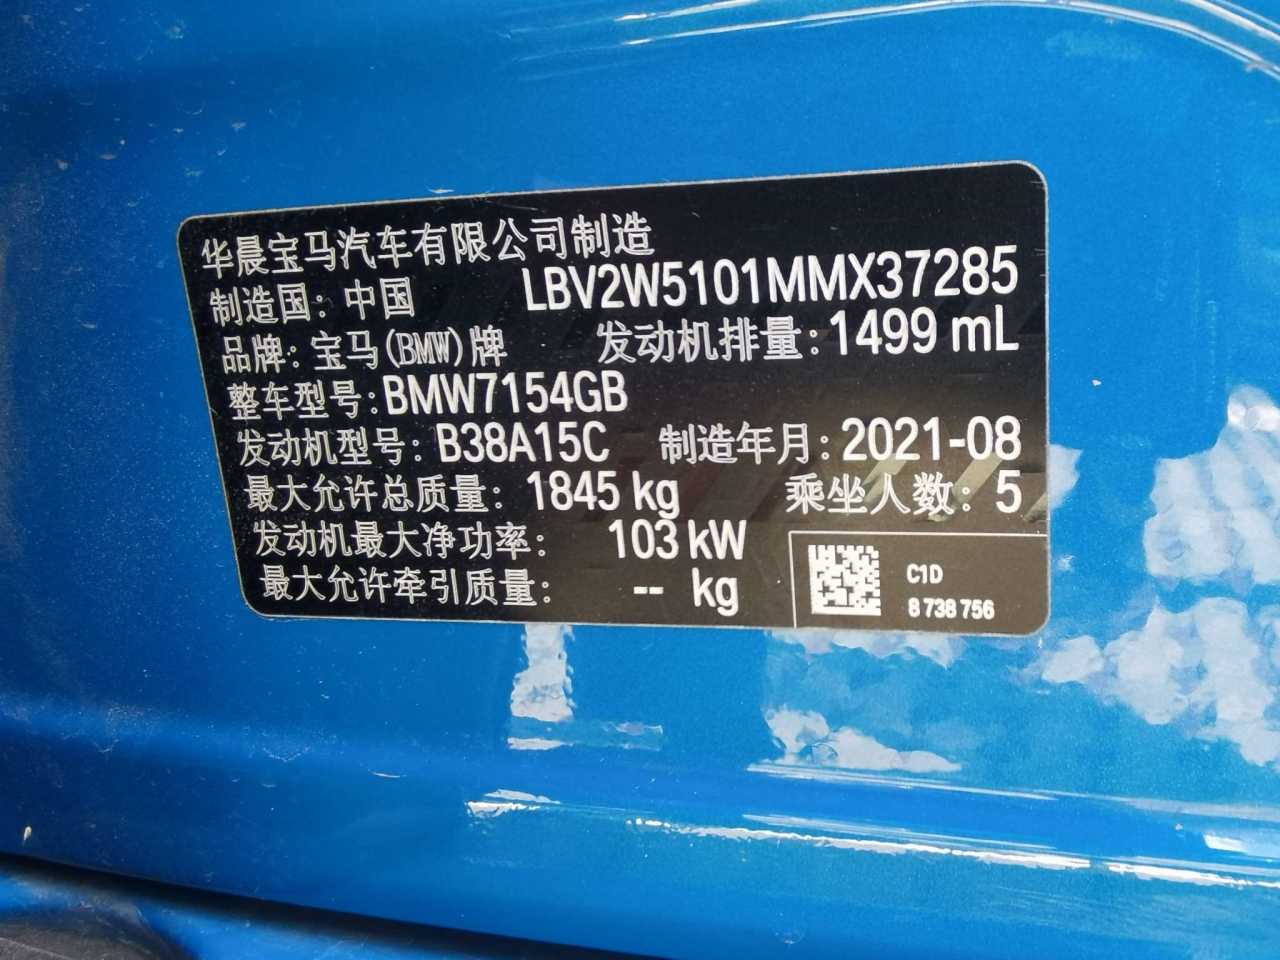 华晨宝马汽车有限公司制造
制造国：中国 LBV2W5101MMX37285
品牌：宝马(BMW)牌 发动机排量：1499 mL
整车型号：BMW7154GB
发动机型号：B38A15C 制造年月：2021-08
最大允许总质量：1845 kg 乘坐人数：5
发动机最大净功率：103 kW
最大允许牵引质量：-- kg
C1D
8 738 756